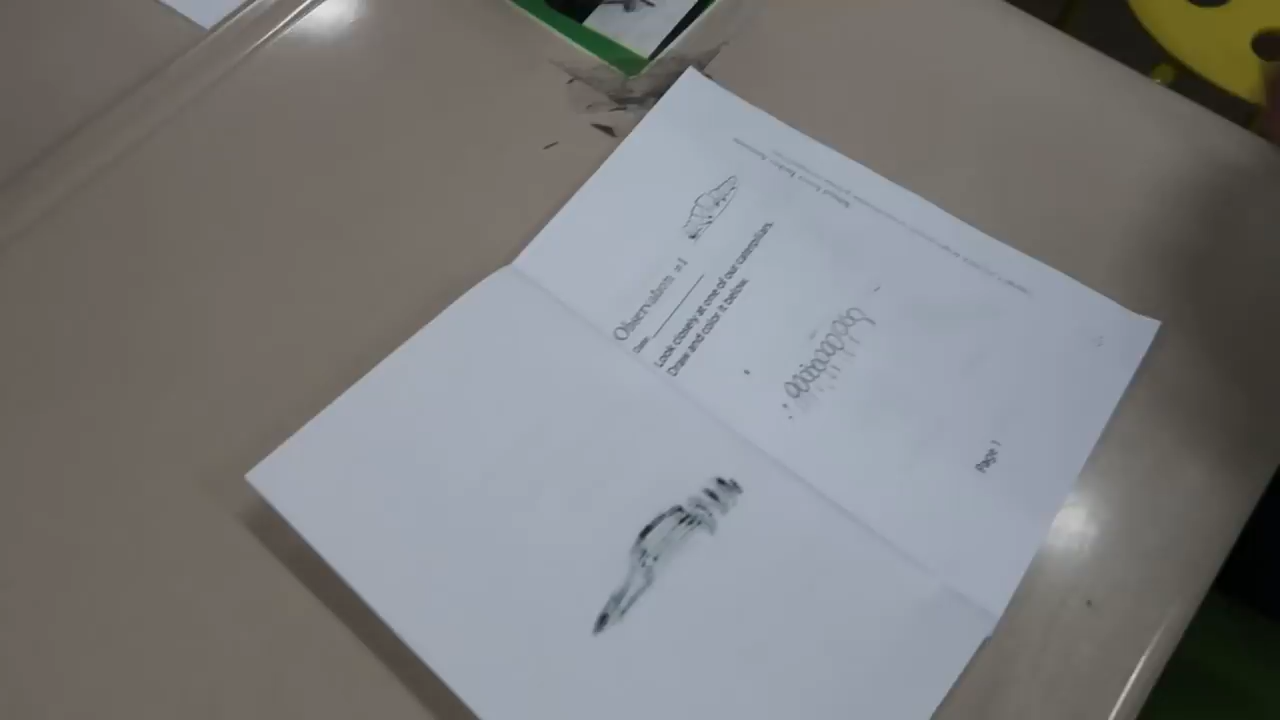 Observation #1
Date
Look closely at one of our caterpillars.
Draw and color it below.
Page 1